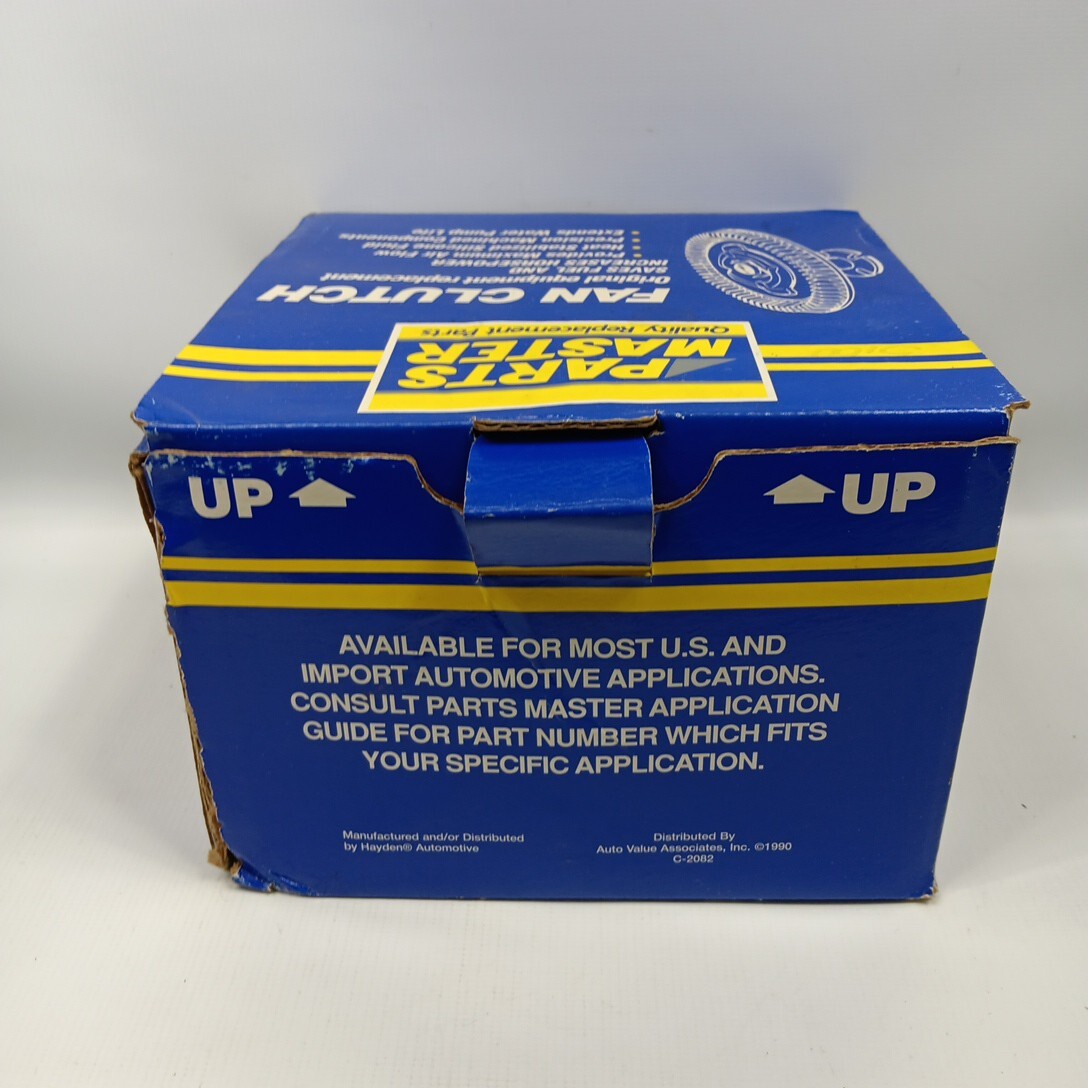 FAN CLUTCH
Original equipment replacement
SAVES FUEL AND
INCREASES HORSEPOWER
• Provides Maximum Air Flow
• Heat Stabilized Silicone Fluid
• Precision Machined Components
• Extends Water Pump Life
PARTS
MASTER
Quality Replacement Parts
UP
UP
AVAILABLE FOR MOST U.S. AND
IMPORT AUTOMOTIVE APPLICATIONS.
CONSULT PARTS MASTER APPLICATION
GUIDE FOR PART NUMBER WHICH FITS
YOUR SPECIFIC APPLICATION.
Manufactured and/or Distributed
by Hayden® Automotive
Distributed By
Auto Value Associates, Inc. ©1990
C-2082